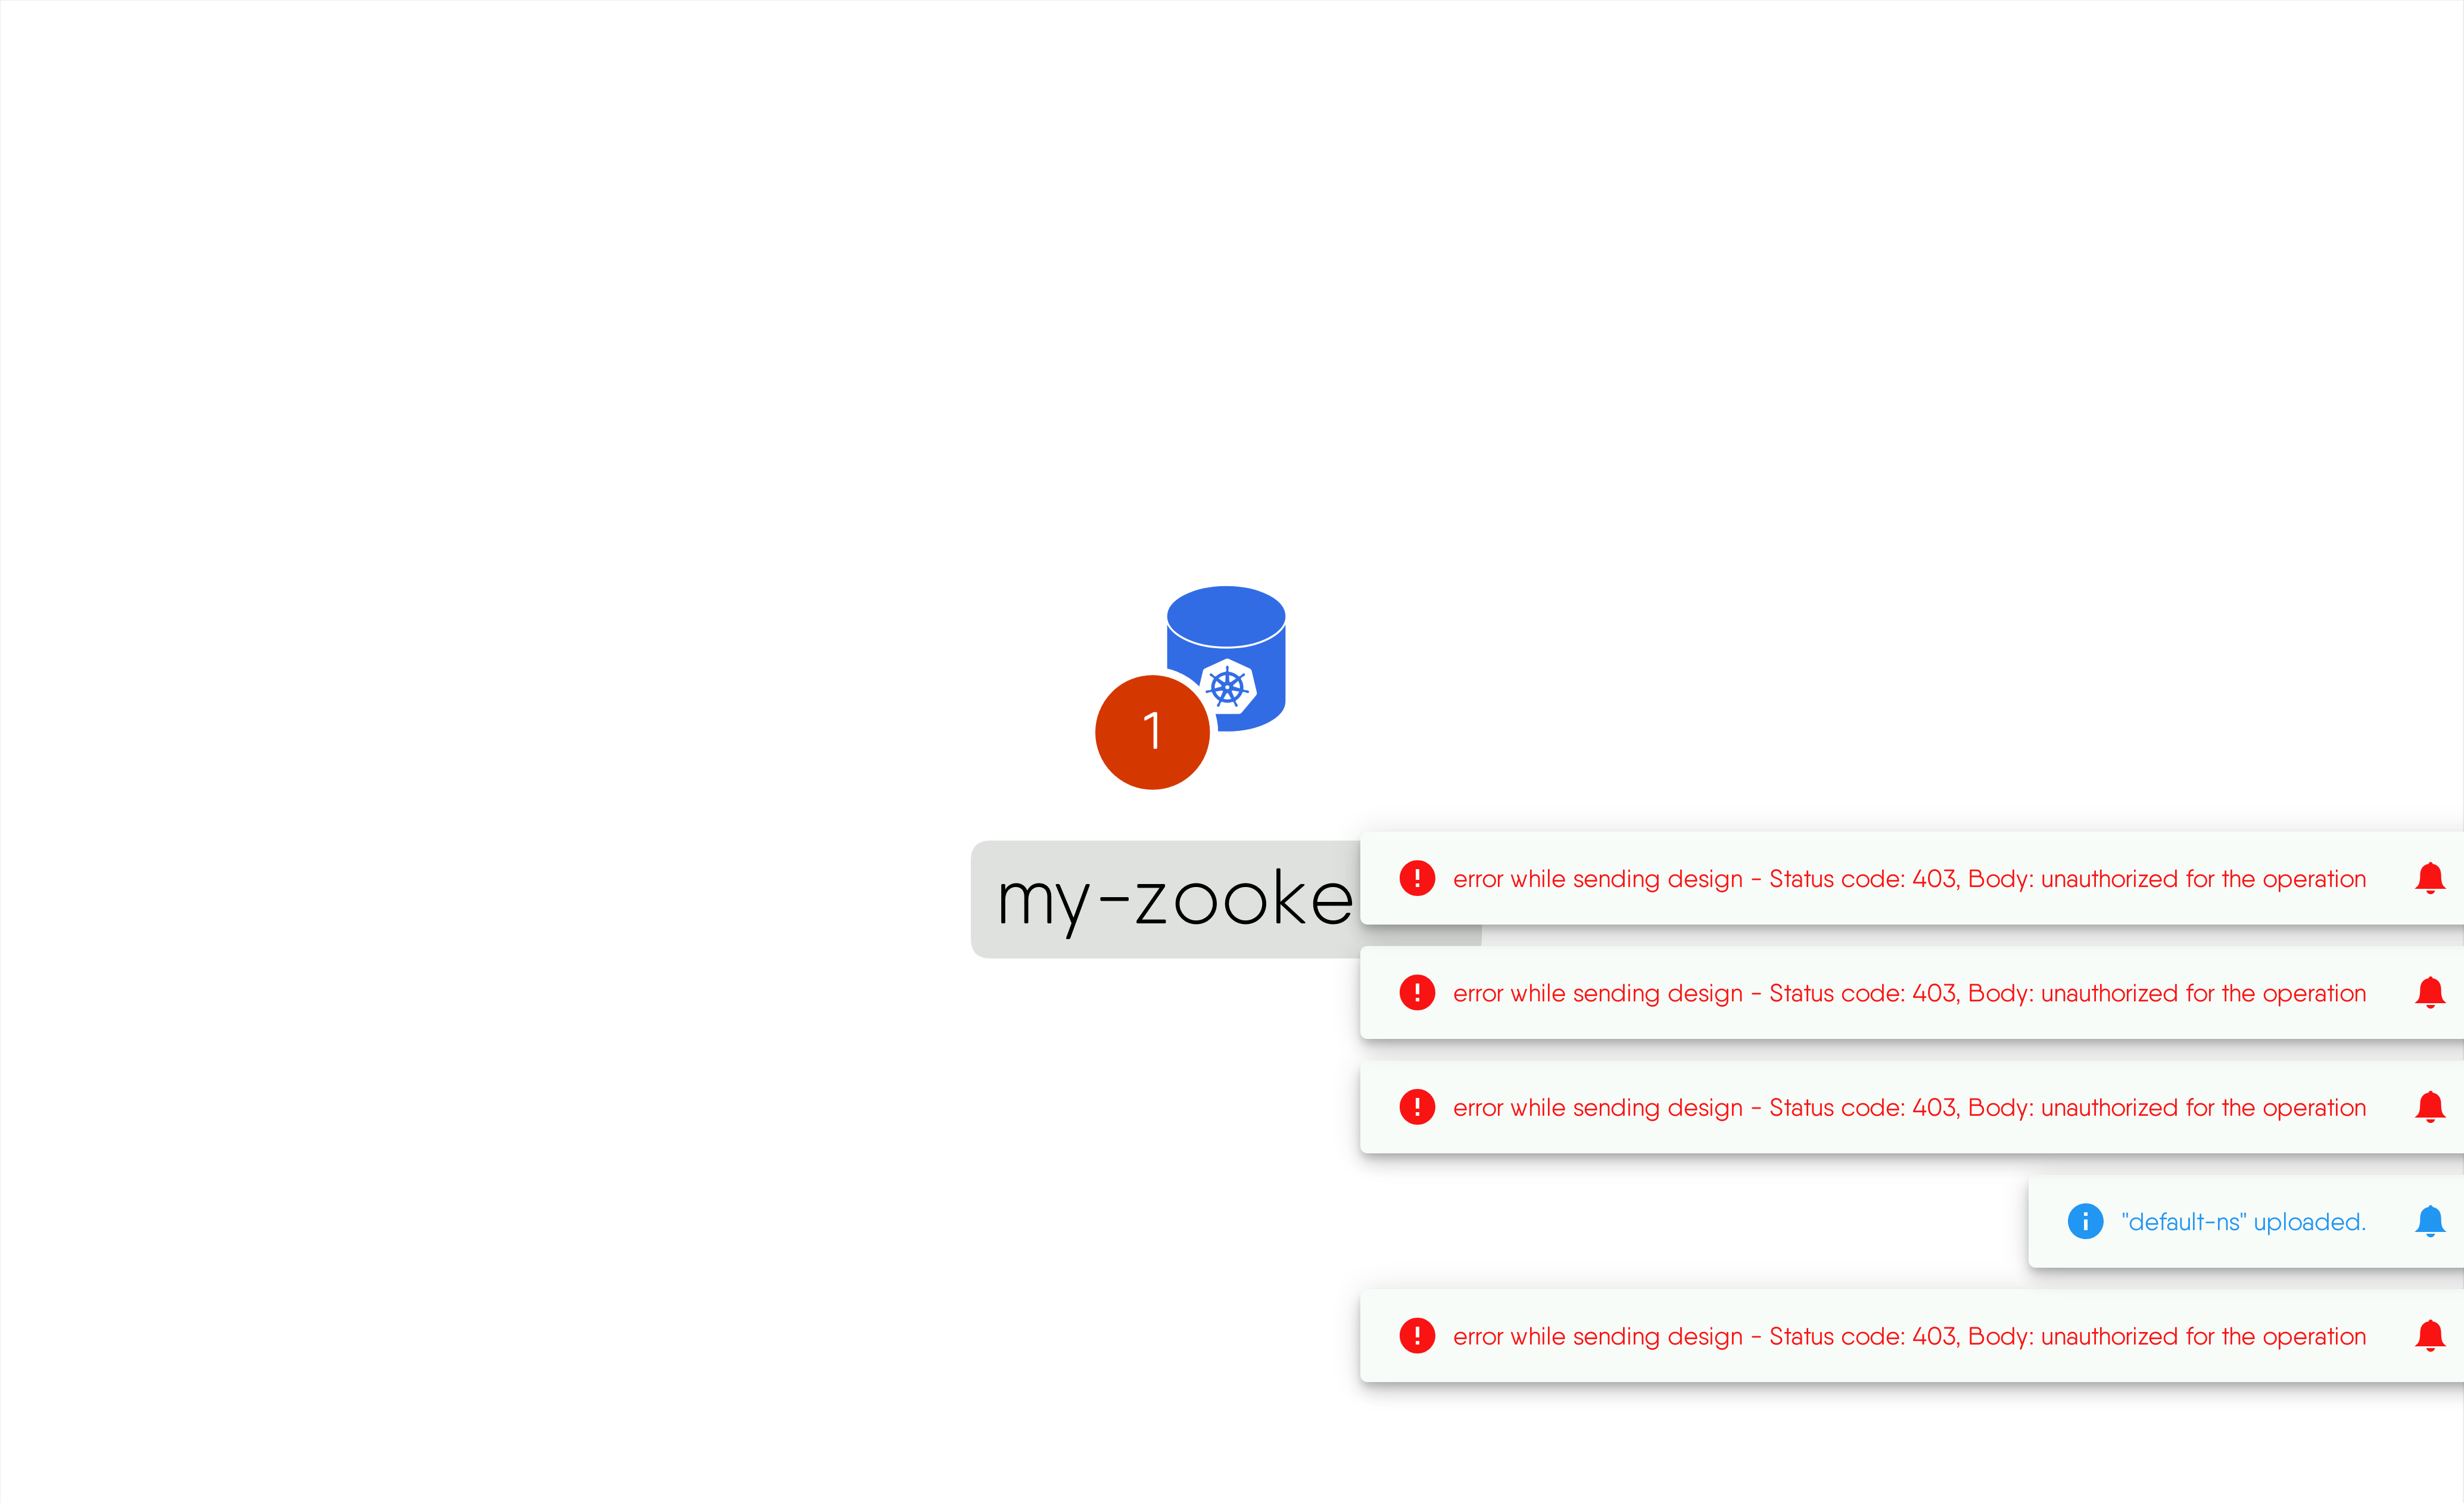 1
my-zooke
error while sending design - Status code: 403, Body: unauthorized for the operation
error while sending design - Status code: 403, Body: unauthorized for the operation
error while sending design - Status code: 403, Body: unauthorized for the operation
"default-ns" uploaded.
error while sending design - Status code: 403, Body: unauthorized for the operation